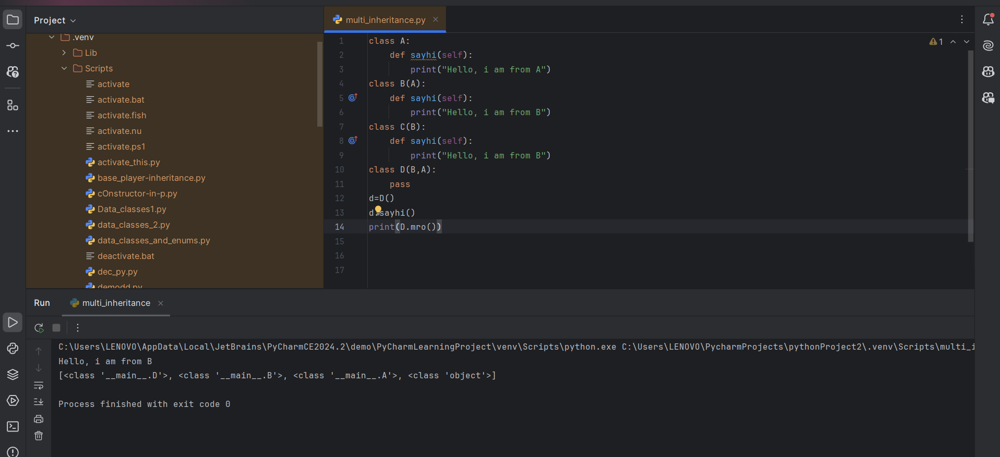 Project
.venv
Lib
Scripts
activate
activate.bat
activate.fish
activate.nu
activate.ps1
activate_this.py
base_player-inheritance.py
cOnstructor-in-p.py
Data_classes1.py
data_classes_2.py
data_classes_and_enums.py
deactivate.bat
dec_py.py
demodd.py
multi_inheritance.py
1
1 class A:
2     def sayhi(self):
3         print("Hello, i am from A")
4 class B(A):
5     def sayhi(self):
6         print("Hello, i am from B")
7 class C(B):
8     def sayhi(self):
9         print("Hello, i am from B")
10 class D(B,A):
11     pass
12 d=D()
13 d.sayhi()
14 print(D.mro())
15
16
17
Run multi_inheritance
C:\Users\LENOVO\AppData\Local\JetBrains\PyCharmCE2024.2\demo\PyCharmLearningProject\venv\Scripts\python.exe C:\Users\LENOVO\PycharmProjects\pythonProject2\.venv\Scripts\multi_i
Hello, i am from B
[<class '__main__.D'>, <class '__main__.B'>, <class '__main__.A'>, <class 'object'>]
Process finished with exit code 0